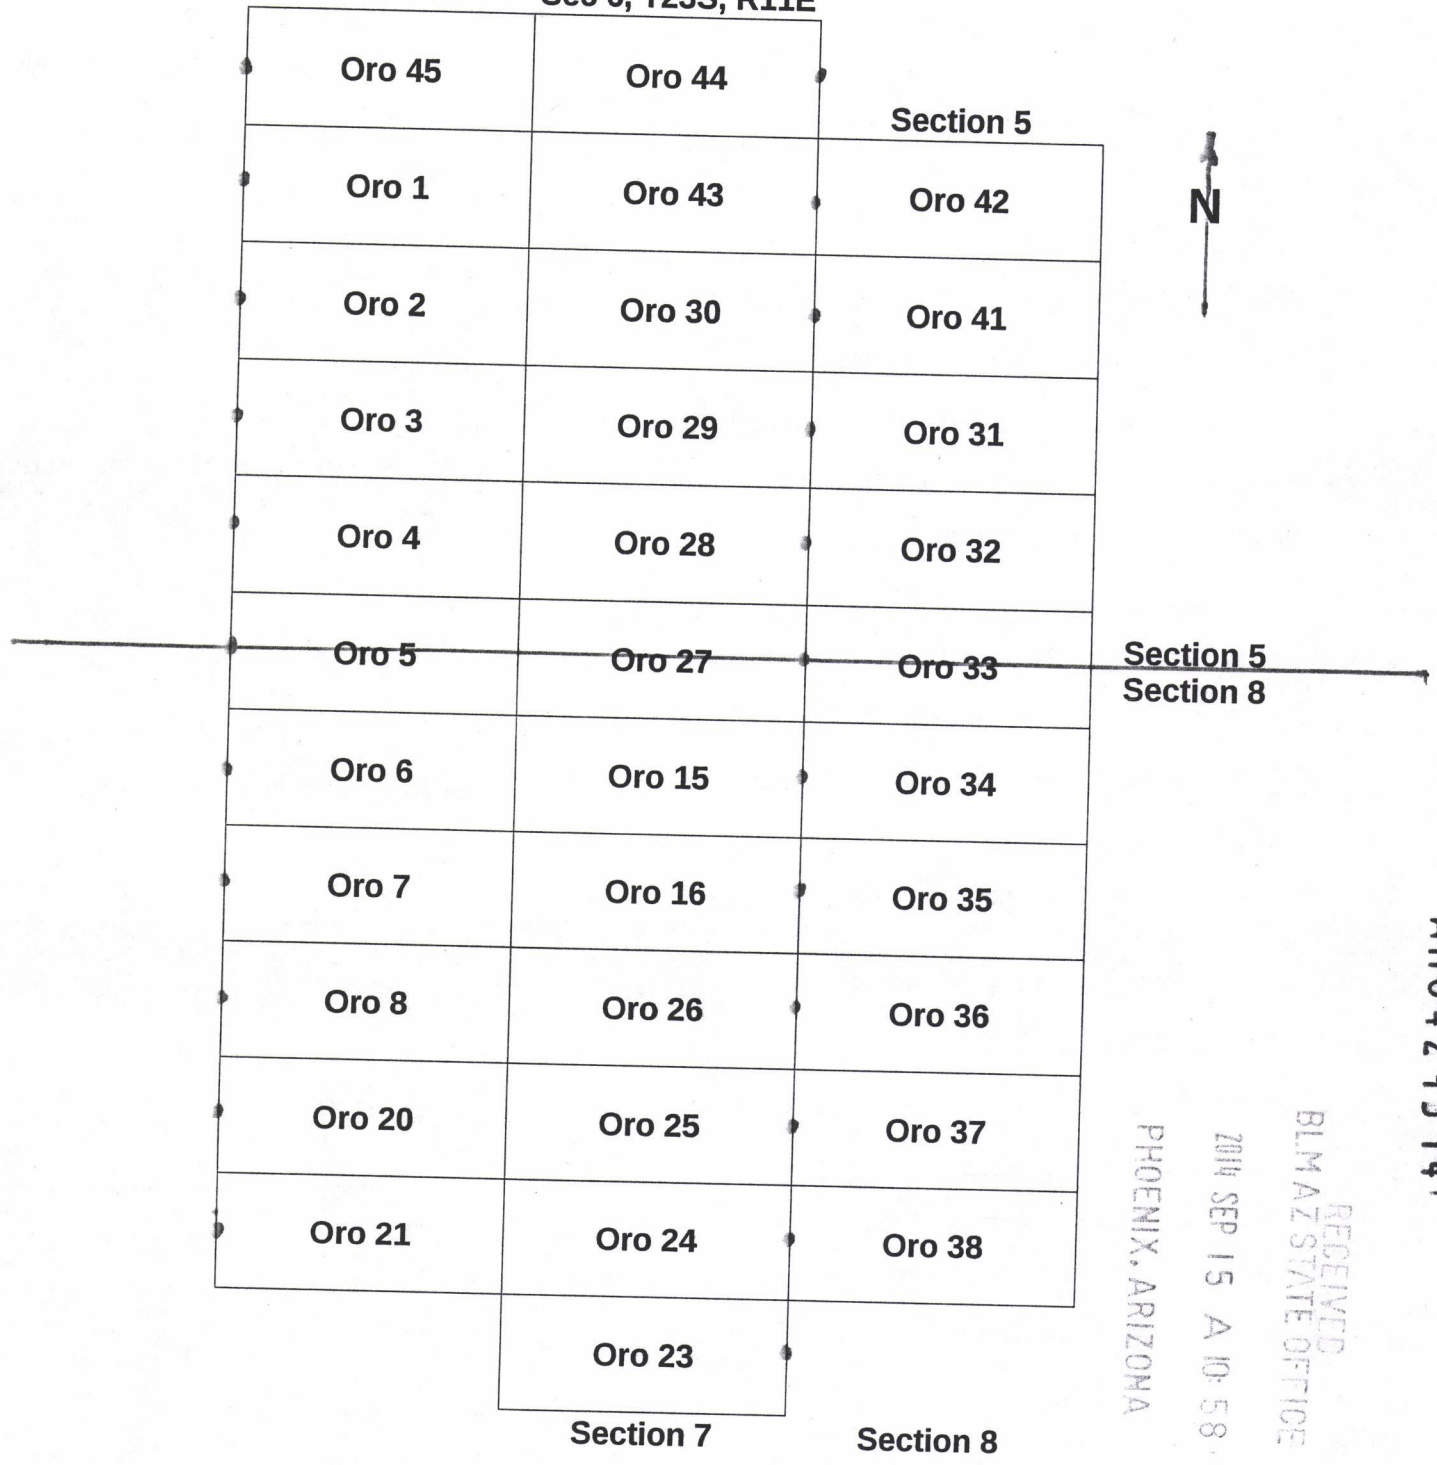 Sec 6, T23S, R11E
Oro 45 Oro 44
Section 5
Oro 1 Oro 43 Oro 42
N
Oro 2 Oro 30 Oro 41
Oro 3 Oro 29 Oro 31
Oro 4 Oro 28 Oro 32
Oro 5 Oro 27 Oro 33
Section 5
Section 8
Oro 6 Oro 15 Oro 34
Oro 7 Oro 16 Oro 35
Oro 8 Oro 26 Oro 36
Oro 20 Oro 25 Oro 37
Oro 21 Oro 24 Oro 38
Oro 23
Section 7
Section 8
RECEIVED
BLM AZ STATE OFFICE
2014 SEP 15 A 10:58
PHOENIX, ARIZONA